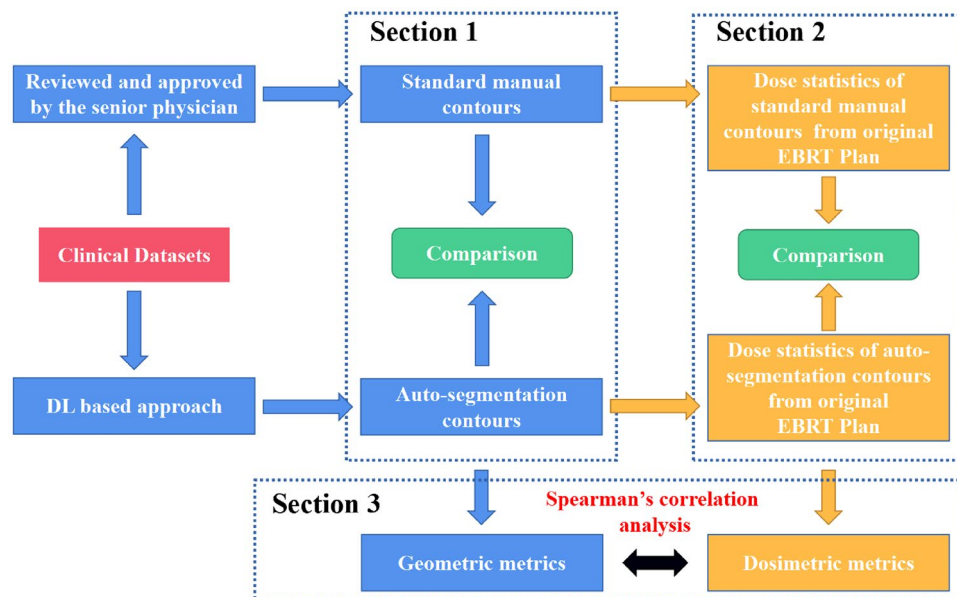 Section 1
Section 2
Reviewed and approved
by the senior physician
Standard manual
contours
Dose statistics of
standard manual
contours from original
EBRT Plan
Clinical Datasets
Comparison
Comparison
DL based approach
Auto-segmentation
contours
Dose statistics of auto-
segmentation contours
from original
EBRT Plan
Section 3
Spearman's correlation
analysis
Geometric metrics
Dosimetric metrics